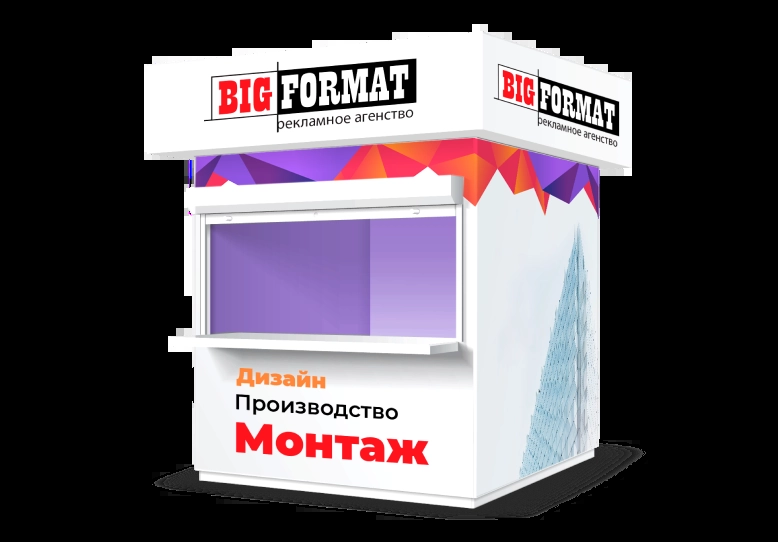 BIG FORMAT
рекламное агенство
BIG FORMAT
рекламное агенство
Дизайн
Производство
Монтаж